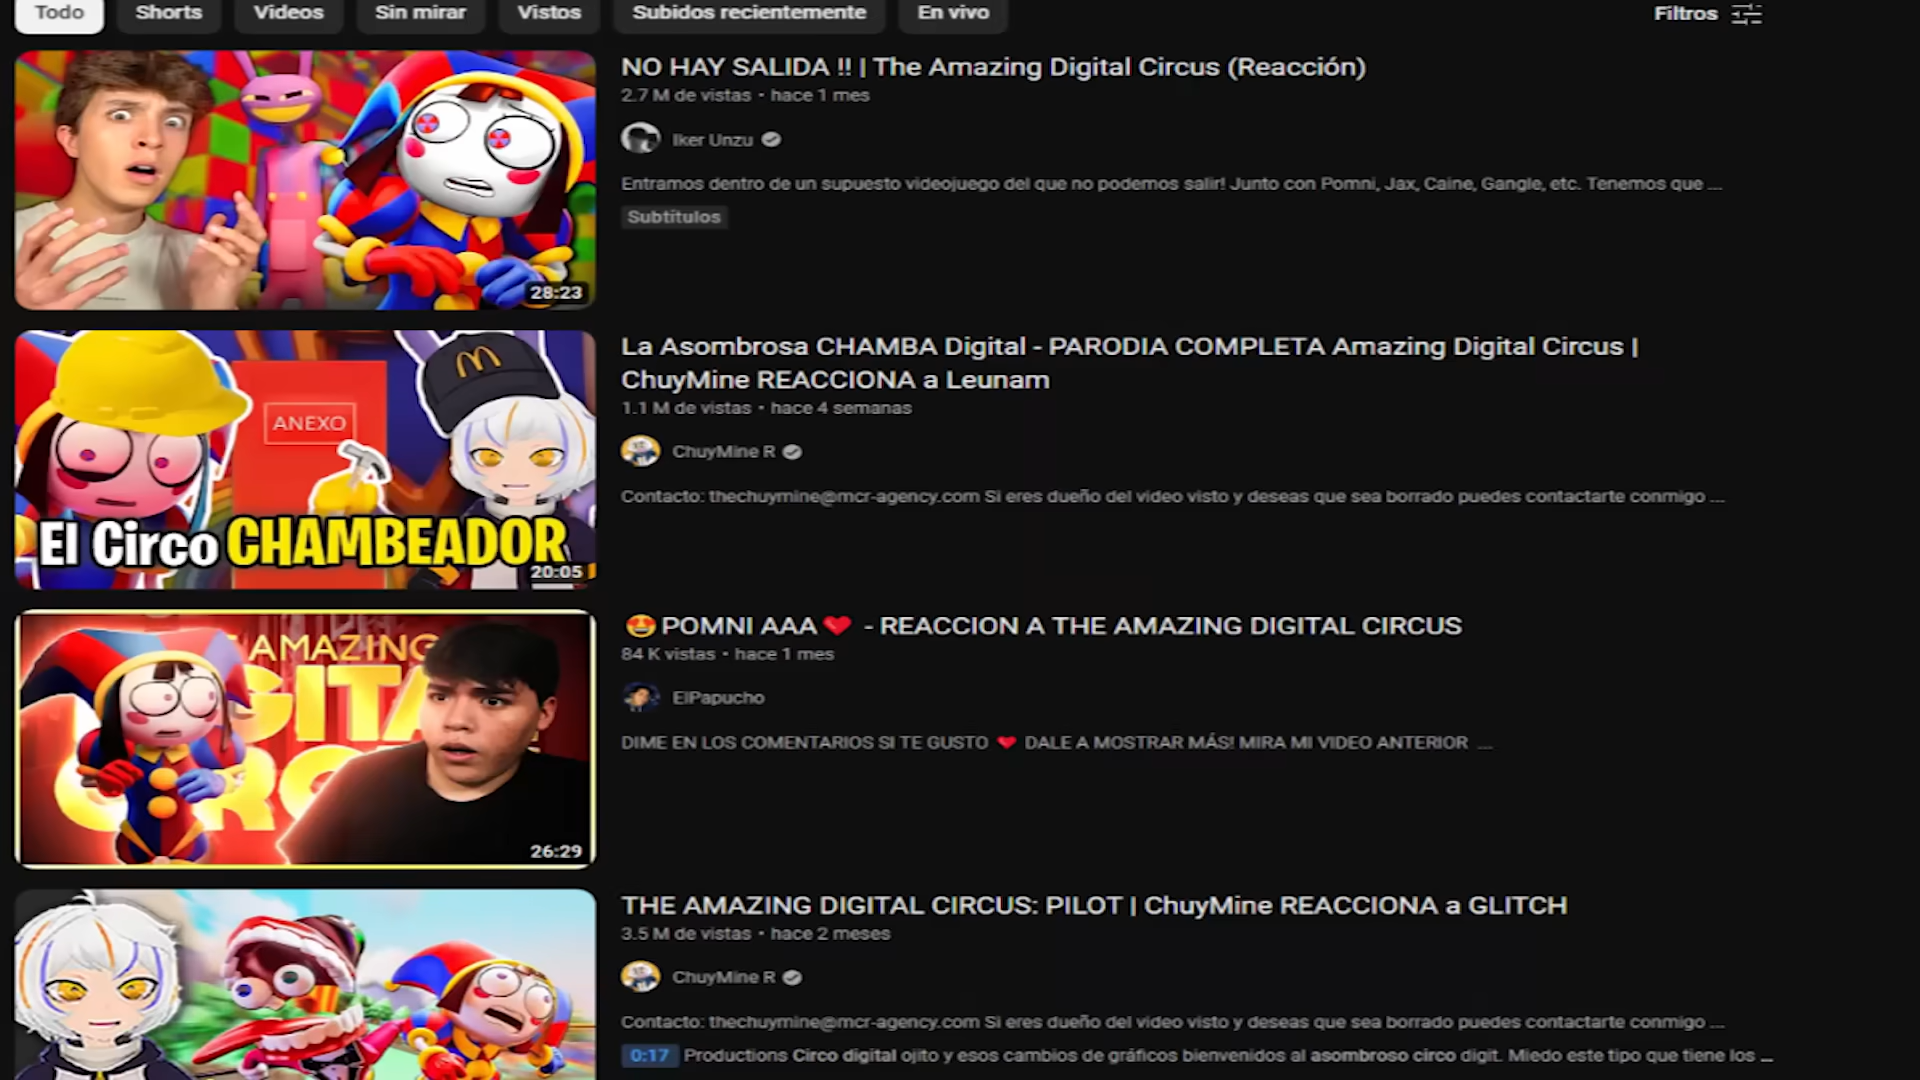 Todo
Shorts
Videos
Sin mirar
Vistos
Subidos recientemente
En vivo
Filtros
NO HAY SALIDA !! | The Amazing Digital Circus (Reacción)
2.7 M de vistas • hace 1 mes
Iker Unzu
Entramos dentro de un supuesto videojuego del que no podemos salir! Junto con Pomni, Jax, Caine, Gangle, etc. Tenemos que ...
Subtítulos
28:23
La Asombrosa CHAMBA Digital - PARODIA COMPLETA Amazing Digital Circus |
ChuyMine REACCIONA a Leunam
1.1 M de vistas • hace 4 semanas
ChuyMine R
Contacto: thechuymine@mcr-agency.com Si eres dueño del video visto y deseas que sea borrado puedes contactarte conmigo ...
ANEXO
El Circo CHAMBEADOR
20:05
🤩POMNI AAA❤️ - REACCION A THE AMAZING DIGITAL CIRCUS
84 K vistas • hace 1 mes
ElPapucho
DIME EN LOS COMENTARIOS SI TE GUSTO ❤️ DALE A MOSTRAR MÁS! MIRA MI VIDEO ANTERIOR ...
AMAZING
26:29
THE AMAZING DIGITAL CIRCUS: PILOT | ChuyMine REACCIONA a GLITCH
3.5 M de vistas • hace 2 meses
ChuyMine R
Contacto: thechuymine@mcr-agency.com Si eres dueño del video visto y deseas que sea borrado puedes contactarte conmigo ...
0:17 Productions Circo digital ojito y esos cambios de gráficos bienvenidos al asombroso circo digit. Miedo este tipo que tiene los ...